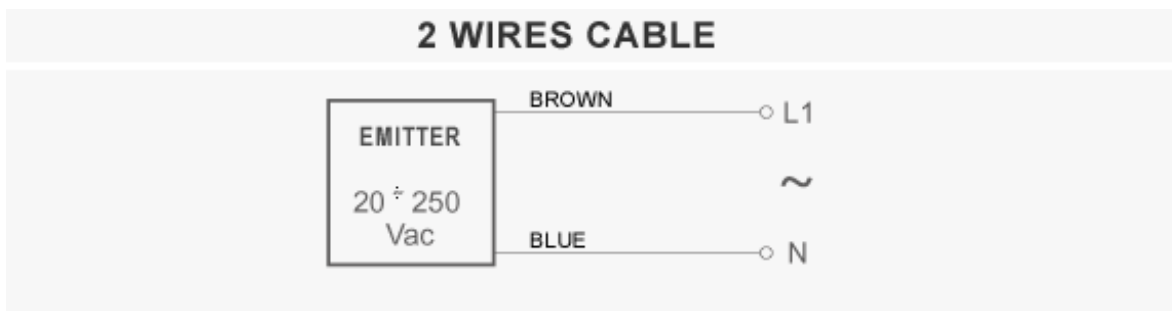 2 WIRES CABLE
BROWN
L1
EMITTER
~
20 ÷ 250
Vac
BLUE
N